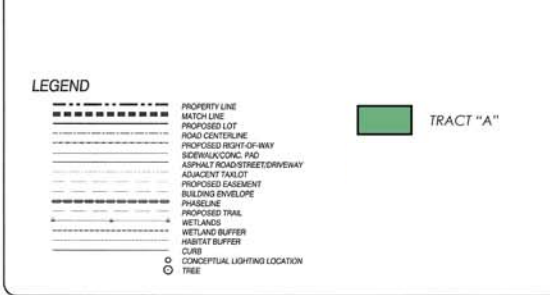 LEGEND
PROPERTY LINE
MATCH LINE
PROPOSED LOT
ROAD CENTERLINE
PROPOSED RIGHT-OF-WAY
SIDEWALK/CONC. PAD
ASPHALT ROAD/STREET/DRIVEWAY
ADJACENT TAXLOT
PROPOSED EASEMENT
BUILDING ENVELOPE
PHASELINE
PROPOSED TRAIL
WETLANDS
WETLAND BUFFER
HABITAT BUFFER
CURB
CONCEPTUAL LIGHTING LOCATION
TREE
TRACT "A"